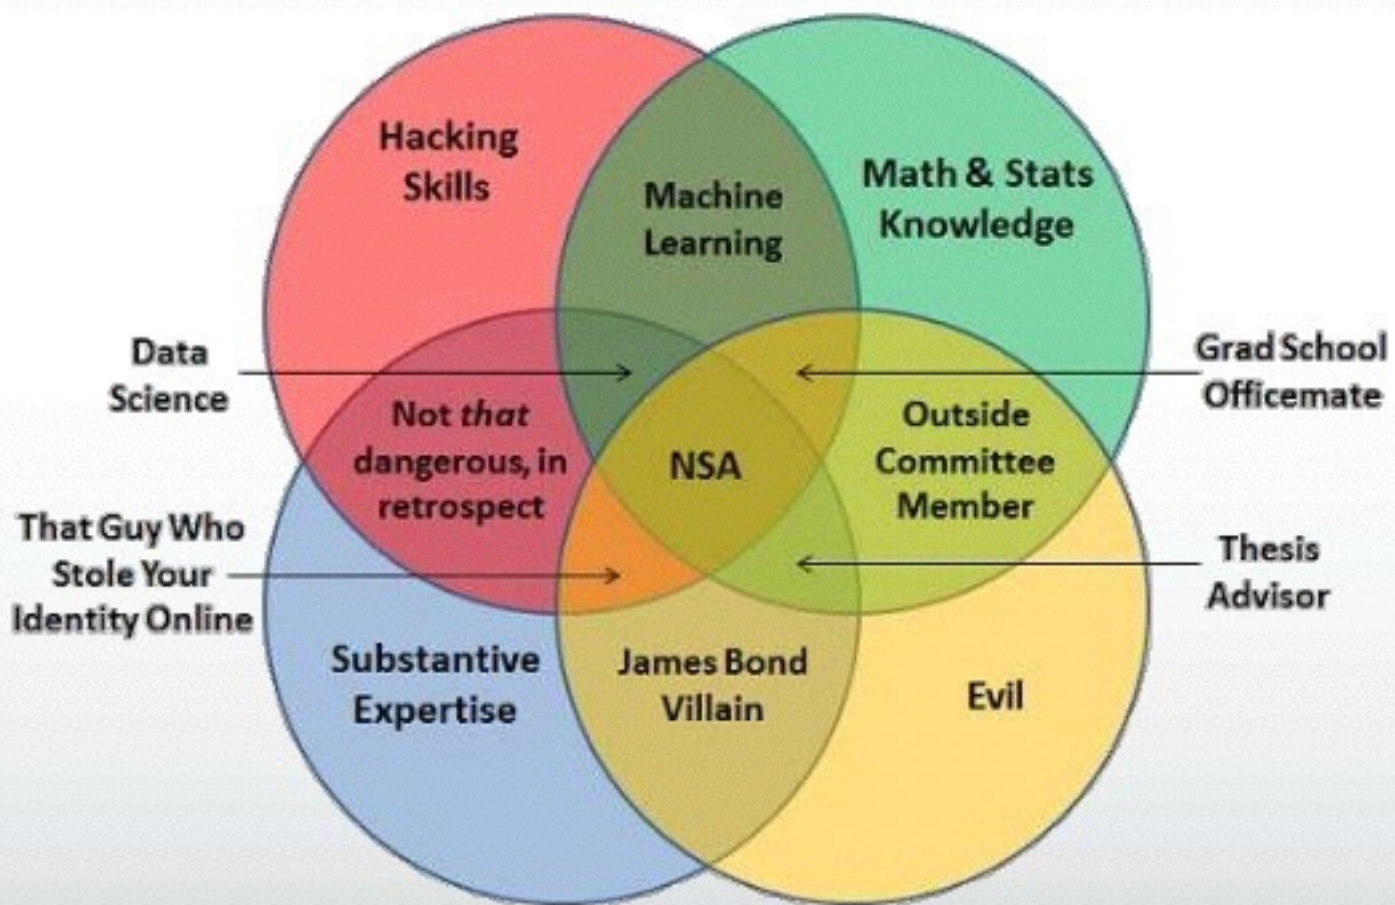 Hacking
Skills
Math & Stats
Knowledge
Machine
Learning
Data
Science
Grad School
Officemate
Not that
dangerous, in
retrospect
NSA
Outside
Committee
Member
That Guy Who
Stole Your
Identity Online
Thesis
Advisor
Substantive
Expertise
James Bond
Villain
Evil